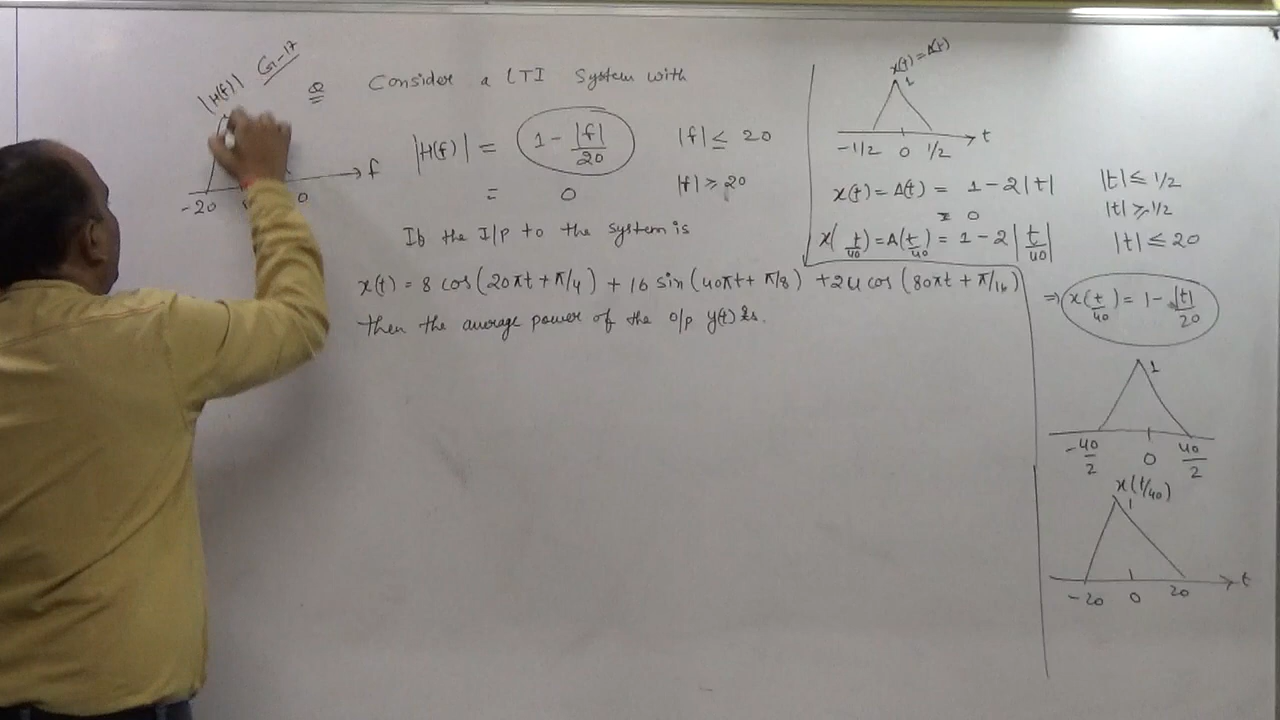 G-17
|H(f)|
f
-20 0
Q Consider a LTI System with
|H(f)| = 1 - |f|/20 |f| ≤ 20
= 0 |f| ≥ 20
If the I/P to the system is
x(t) = 8 cos(20πt + π/4) + 16 sin(40πt + π/8) + 24 cos(80πt + π/16)
then the average power of the o/p y(t) is.
x(t) = Δ(t)
1
t
-1/2 0 1/2
x(t) = Δ(t) = 1 - 2|t| |t| ≤ 1/2
= 0 |t| ≥ 1/2
x(t/40) = Δ(t/40) = 1 - 2|t/40| |t| ≤ 20
⇒ x(t/40) = 1 - |t|/20
1
-40/2 0 40/2
x(t/40)
1
t
-20 0 20